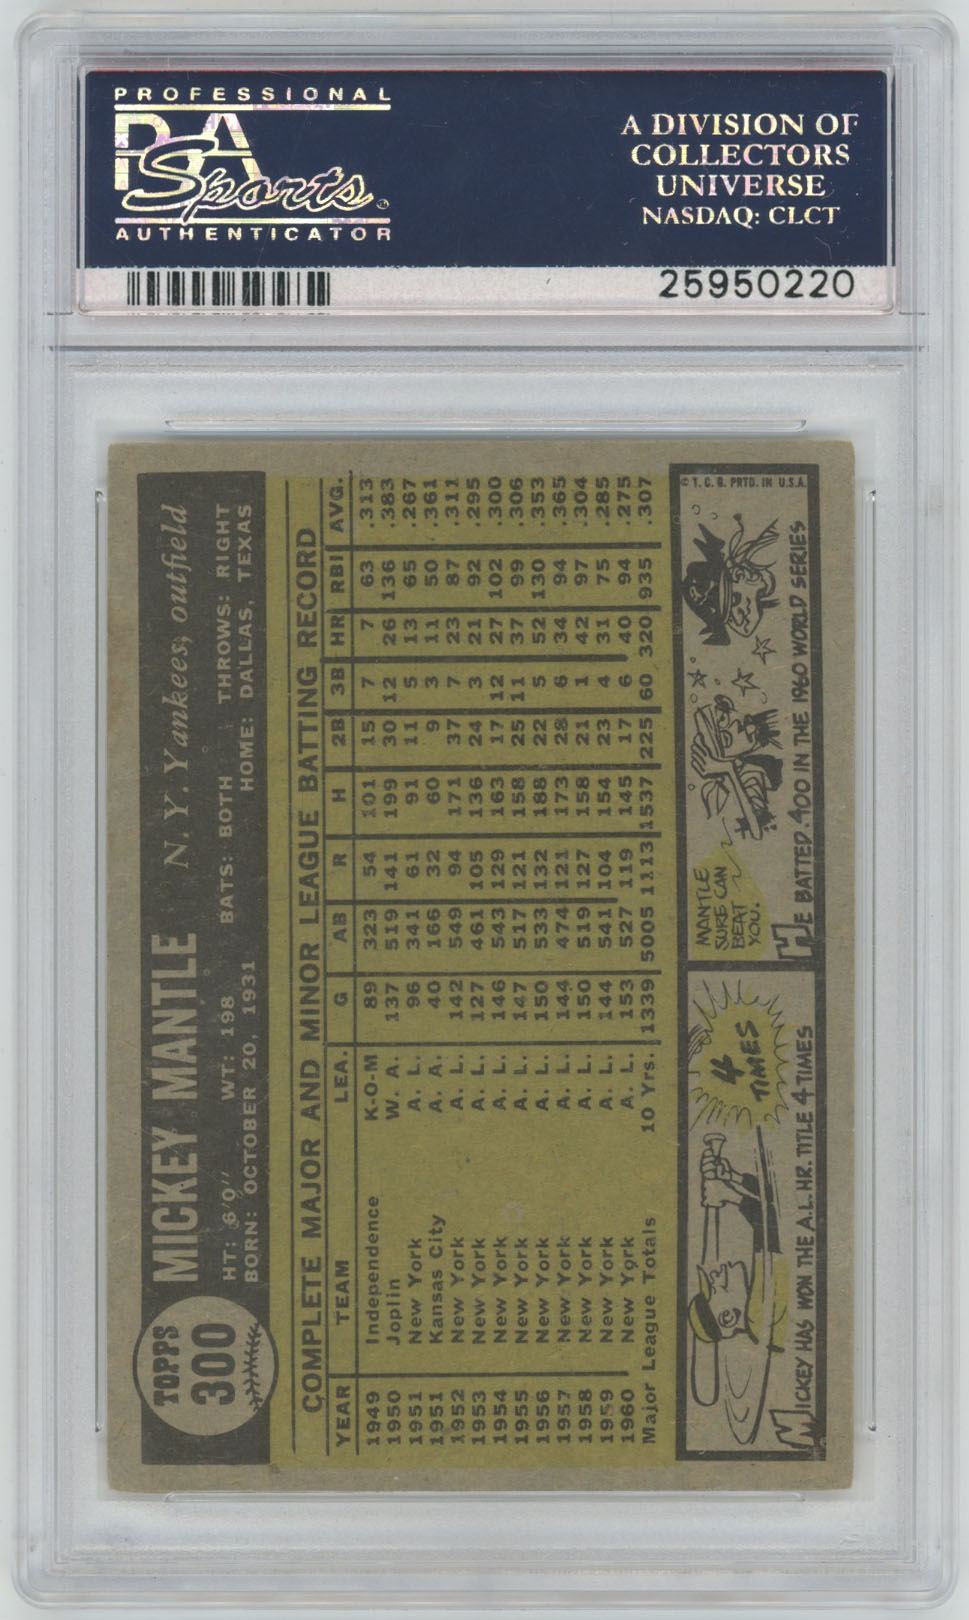 PROFESSIONAL
PSA
Sports
AUTHENTICATOR
A DIVISION OF
COLLECTORS
UNIVERSE
NASDAQ: CLCT
25950220
TOPPS
300
MICKEY MANTLE N. Y. Yankees, outfield
HT: 6'0" WT: 198 BATS: BOTH THROWS: RIGHT
BORN: OCTOBER 20, 1931 HOME: DALLAS, TEXAS
COMPLETE MAJOR AND MINOR LEAGUE BATTING RECORD
YEAR TEAM LEA. G AB R H 2B 3B HR RBI AVG.
1949 Independence K-O-M 89 323 54 101 15 7 7 63 .313
1950 Joplin W. A. 137 519 141 199 30 12 26 136 .383
1951 New York A. L. 96 341 61 91 11 5 13 65 .267
1951 Kansas City A. A. 40 166 32 60 9 3 11 50 .361
1952 New York A. L. 142 549 94 171 37 7 23 87 .311
1953 New York A. L. 127 461 105 136 24 3 21 92 .295
1954 New York A. L. 146 543 129 163 17 12 27 102 .300
1955 New York A. L. 147 517 121 158 25 11 37 99 .306
1956 New York A. L. 150 533 132 188 22 5 52 130 .353
1957 New York A. L. 144 474 121 173 28 6 34 94 .365
1958 New York A. L. 150 519 127 158 21 1 42 97 .304
1959 New York A. L. 144 541 104 154 23 4 31 75 .285
1960 New York A. L. 153 527 119 145 17 6 40 94 .275
Major League Totals 10 Yrs. 1339 5005 1113 1537 225 60 320 935 .307
4
TIMES
MICKEY HAS WON THE A.L. HR. TITLE 4 TIMES
MANTLE
SURE CAN
BEAT
YOU.
HE BATTED .400 IN THE 1960 WORLD SERIES
© T. C. G. PRTD. IN U.S.A.